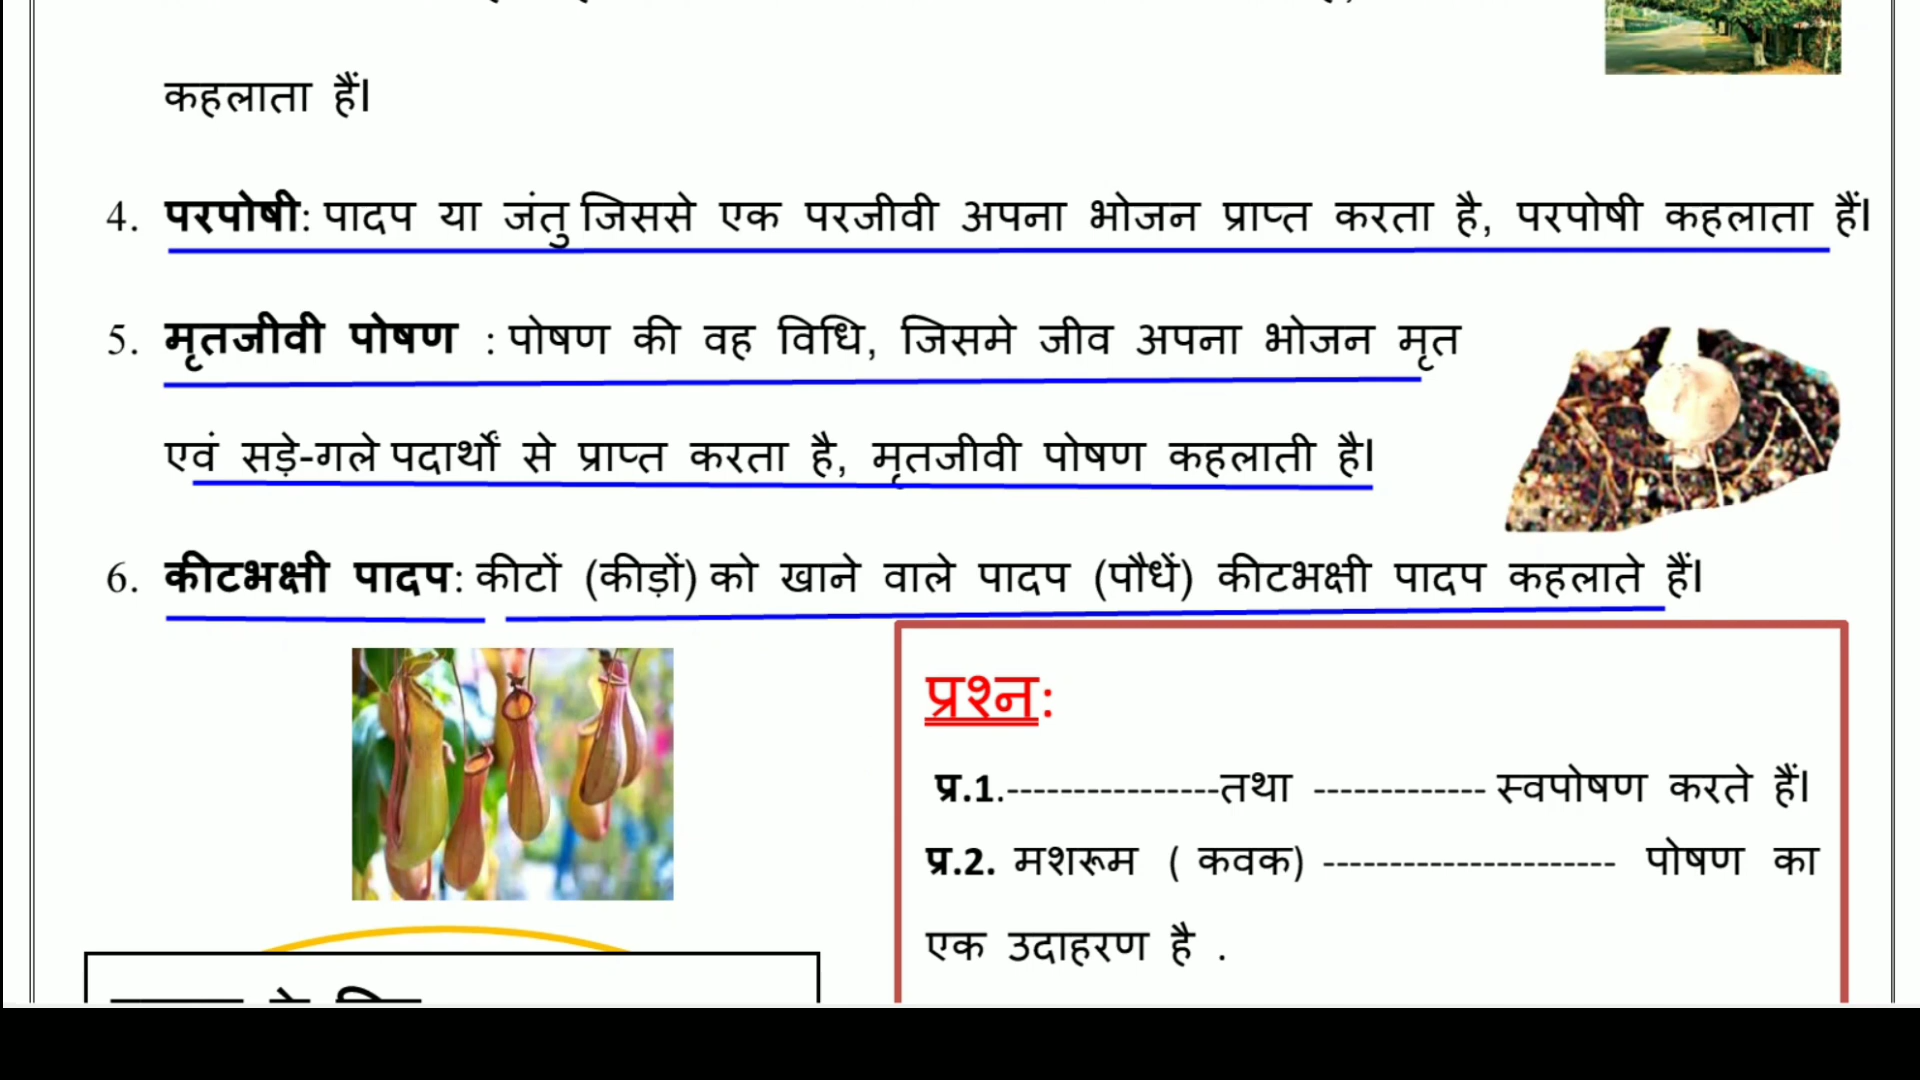 कहलाता हैं।
4. परपोषी: पादप या जंतु जिससे एक परजीवी अपना भोजन प्राप्त करता है, परपोषी कहलाता हैं।
5. मृतजीवी पोषण : पोषण की वह विधि, जिसमे जीव अपना भोजन मृत
एवं सड़े-गले पदार्थों से प्राप्त करता है, मृतजीवी पोषण कहलाती है।
6. कीटभक्षी पादप: कीटों (कीड़ों) को खाने वाले पादप (पौधें) कीटभक्षी पादप कहलाते हैं।
प्रश्न:
प्र.1.----------------तथा ------------- स्वपोषण करते हैं।
प्र.2. मशरूम ( कवक) ---------------------- पोषण का
एक उदाहरण है .